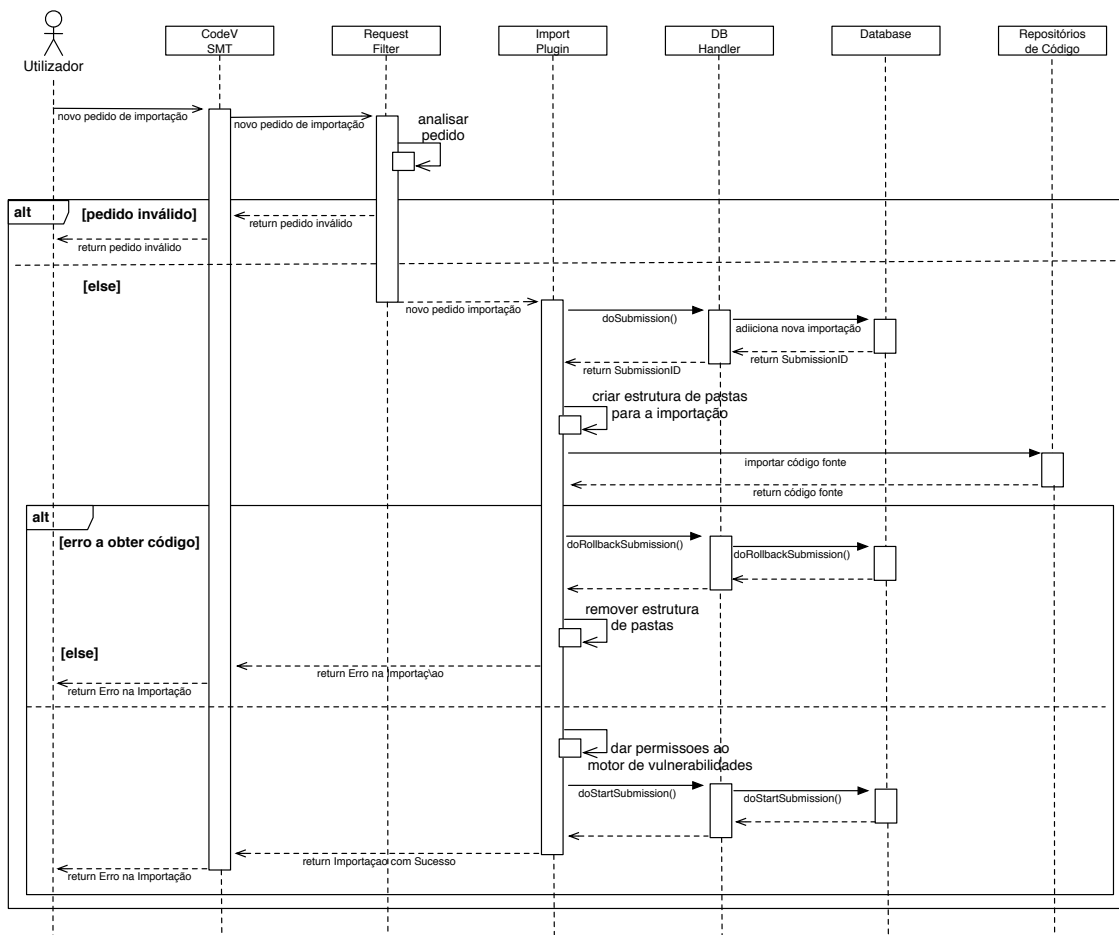 CodeV
SMT
Request
Filter
Import
Plugin
DB
Handler
Database
Repositórios
de Código
Utilizador
novo pedido de importação
novo pedido de importação
analisar
pedido
alt
[pedido inválido]
return pedido inválido
return pedido inválido
[else]
novo pedido importação
doSubmission()
adiiciona nova importação
return SubmissionID
return SubmissionID
criar estrutura de pastas
para a importação
importar código fonte
return código fonte
alt
[erro a obter código]
doRollbackSubmission()
doRollbackSubmission()
remover estrutura
de pastas
[else]
return Erro na Importaç\ao
return Erro na Importação
dar permissoes ao
motor de vulnerabilidades
doStartSubmission()
doStartSubmission()
return Importaçao com Sucesso
return Erro na Importação